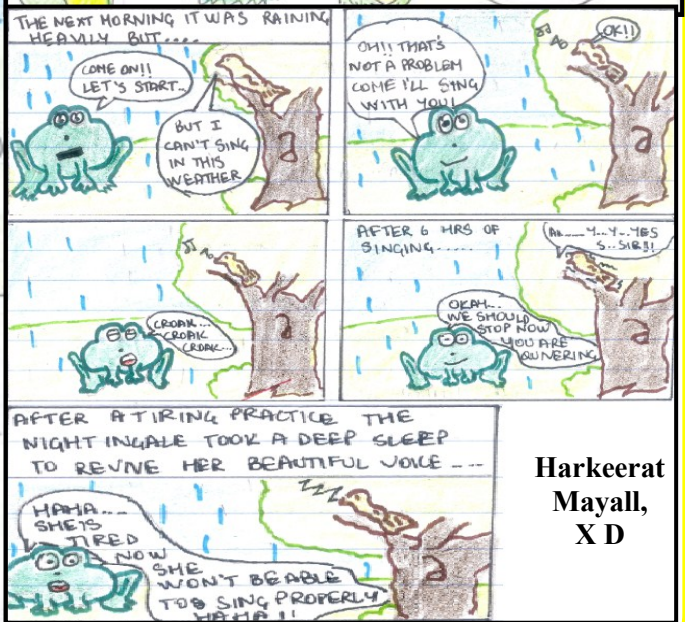 THE NEXT MORNING IT WAS RAINING
HEAVILY BUT....
COME ON!!
LET'S START..
BUT I
CAN'T SING
IN THIS
WEATHER
OH!! THAT'S
NOT A PROBLEM
COME I'LL SING
WITH YOU!
OK!!
CROAK...
CROAK
CROAK...
AFTER 6 HRS OF
SINGING.....
Y...Y..YES
S..SIR!!
OKAY...
WE SHOULD
STOP NOW
YOU ARE
QUIVERING
AFTER A TIRING PRACTICE THE
NIGHTINGALE TOOK A DEEP SLEEP
TO REVIVE HER BEAUTIFUL VOICE ---
HAHA....
SHE IS
TIRED
NOW
SHE
WON'T BE ABLE
TO SING PROPERLY
HAHA!!
Harkeerat
Mayall,
X D